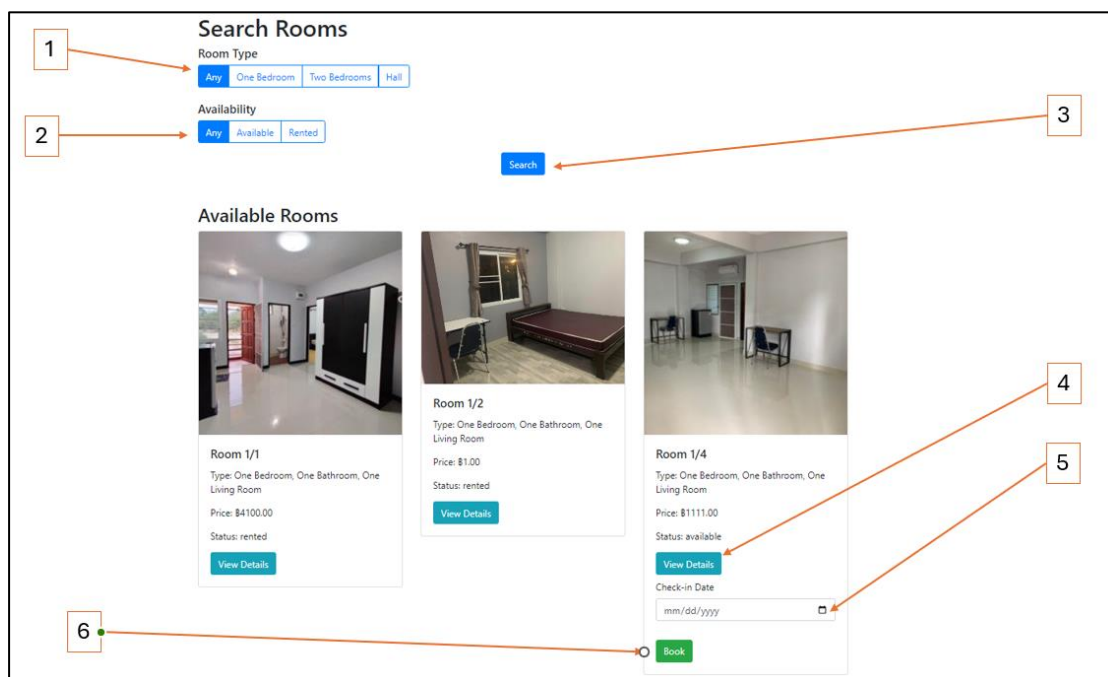 Search Rooms
1
Room Type
Any One Bedroom Two Bedrooms Hall
Availability
2
Any Available Rented
3
Search
Available Rooms
Room 1/1
Type: One Bedroom, One Bathroom, One
Living Room
Price: ฿4100.00
Status: rented
View Details
Room 1/2
Type: One Bedroom, One Bathroom, One
Living Room
Price: ฿1.00
Status: rented
View Details
Room 1/4
Type: One Bedroom, One Bathroom, One
Living Room
Price: ฿1111.00
Status: available
View Details
Check-in Date
mm/dd/yyyy
Book
4
5
6